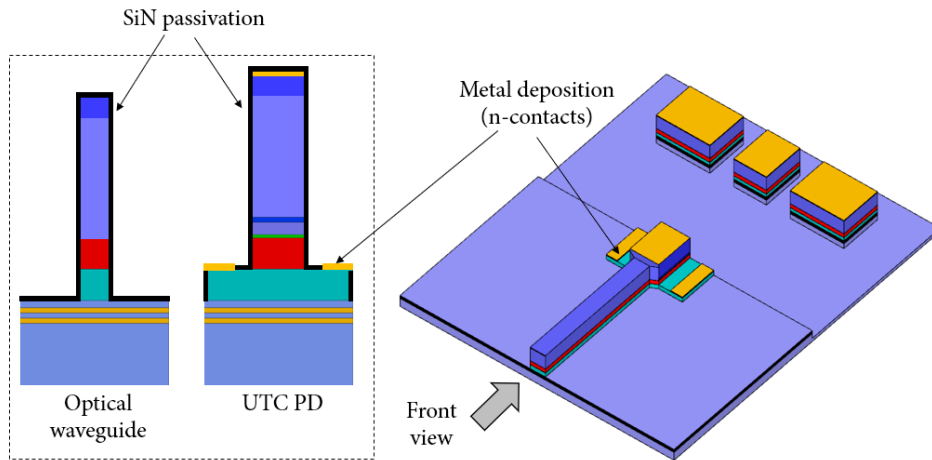 SiN passivation
Metal deposition
(n-contacts)
Optical
waveguide
UTC PD
Front
view